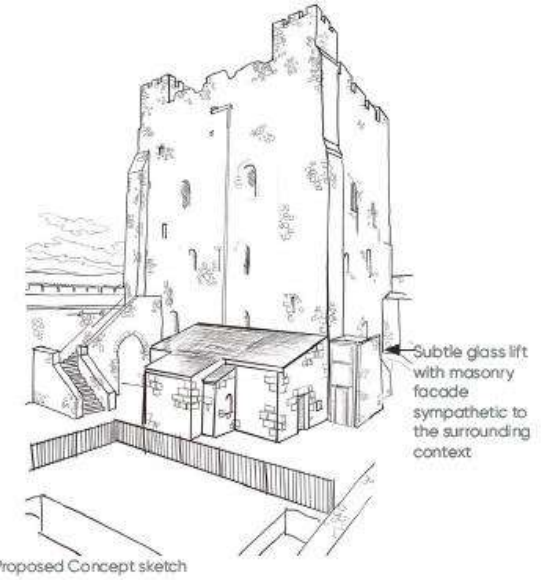 Subtle glass lift
with masonry
facade
sympathetic to
the surrounding
context
Proposed Concept sketch